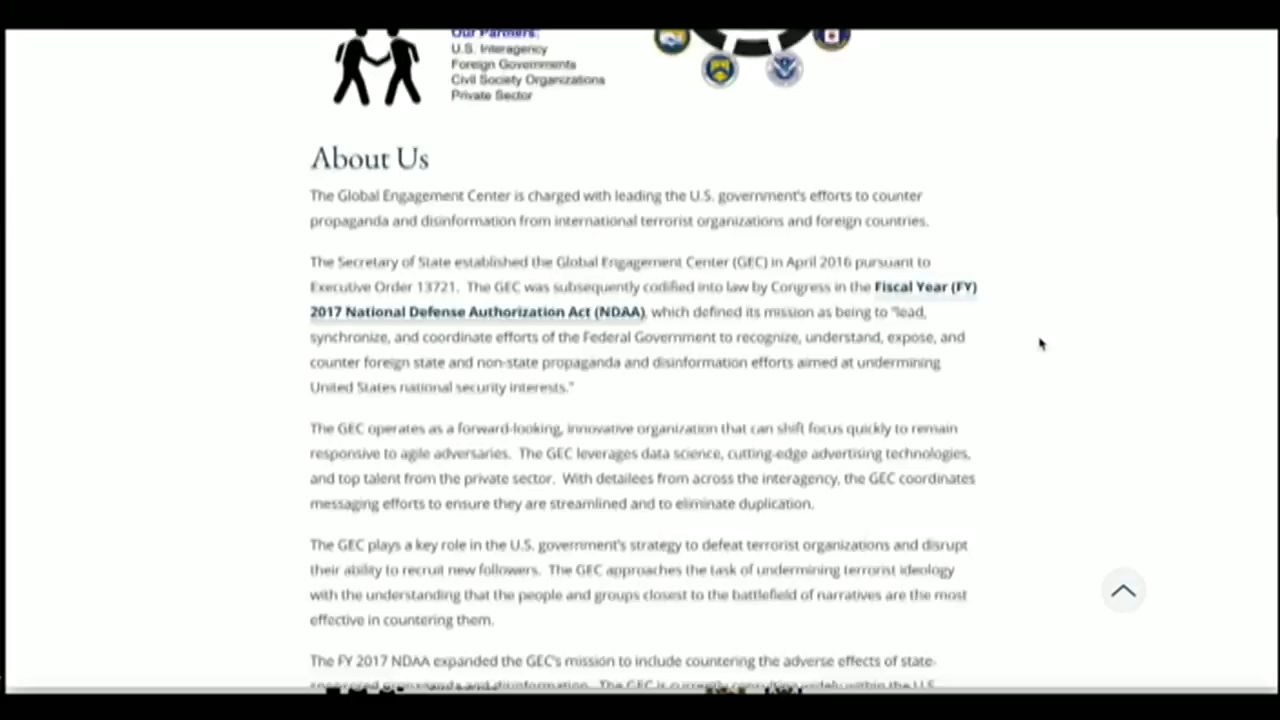 Our Partners:
U.S. Interagency
Foreign Governments
Civil Society Organizations
Private Sector
About Us
The Global Engagement Center is charged with leading the U.S. government's efforts to counter
propaganda and disinformation from international terrorist organizations and foreign countries.
The Secretary of State established the Global Engagement Center (GEC) in April 2016 pursuant to
Executive Order 13721. The GEC was subsequently codified into law by Congress in the Fiscal Year (FY)
2017 National Defense Authorization Act (NDAA), which defined its mission as being to "lead,
synchronize, and coordinate efforts of the Federal Government to recognize, understand, expose, and
counter foreign state and non-state propaganda and disinformation efforts aimed at undermining
United States national security interests."
The GEC operates as a forward-looking, innovative organization that can shift focus quickly to remain
responsive to agile adversaries. The GEC leverages data science, cutting-edge advertising technologies,
and top talent from the private sector. With detailees from across the interagency, the GEC coordinates
messaging efforts to ensure they are streamlined and to eliminate duplication.
The GEC plays a key role in the U.S. government's strategy to defeat terrorist organizations and disrupt
their ability to recruit new followers. The GEC approaches the task of undermining terrorist ideology
with the understanding that the people and groups closest to the battlefield of narratives are the most
effective in countering them.
The FY 2017 NDAA expanded the GEC's mission to include countering the adverse effects of state-
sponsored propaganda and disinformation. The GEC is currently consulting widely within the U.S.